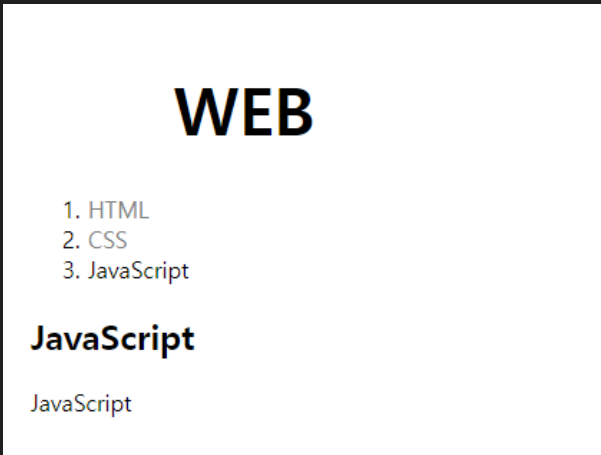 WEB
1. HTML
2. CSS
3. JavaScript
JavaScript
JavaScript